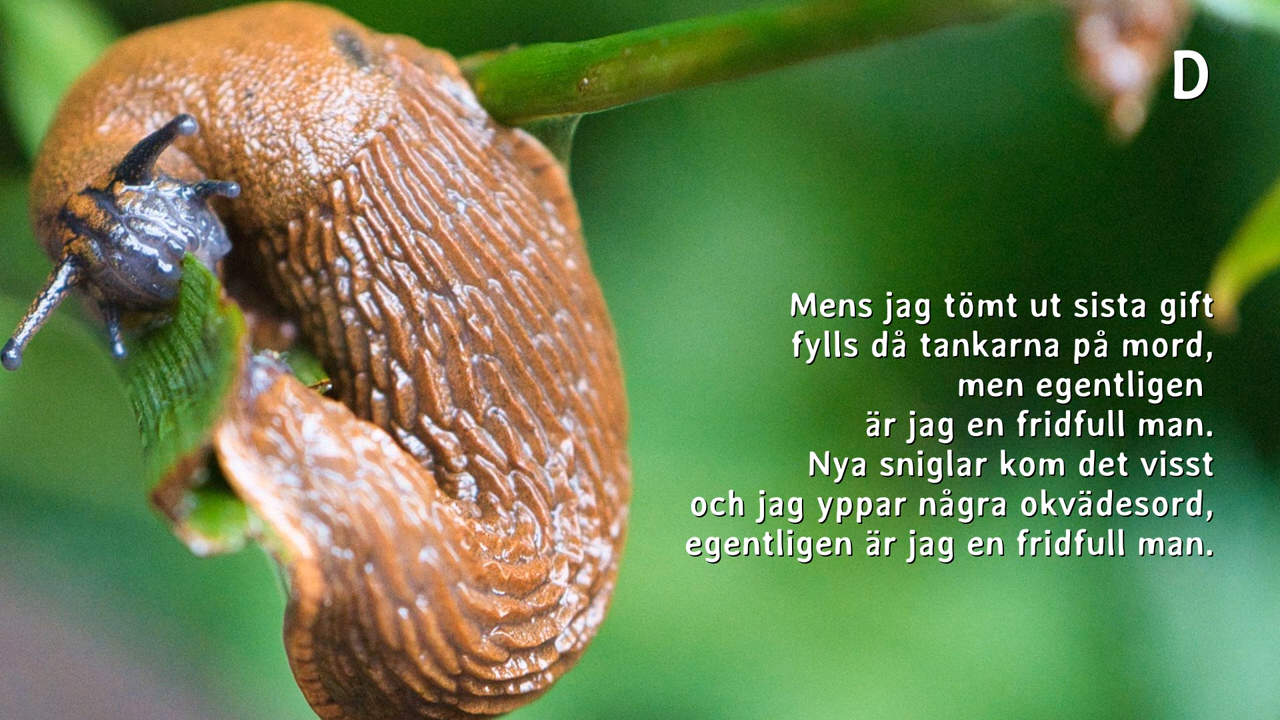 D
Mens jag tömt ut sista gift
fylls då tankarna på mord,
men egentligen
är jag en fridfull man.
Nya sniglar kom det visst
och jag yppar några okvädesord,
egentligen är jag en fridfull man.